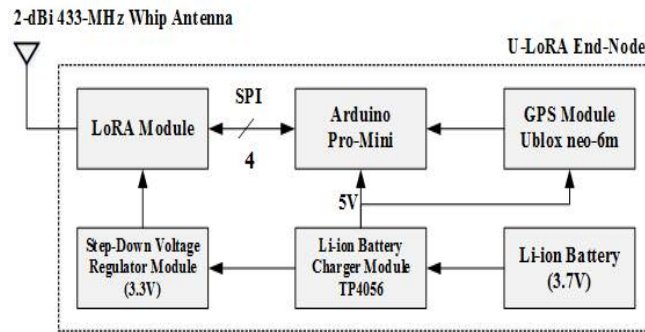 2-dBi 433-MHz Whip Antenna
U-LoRA End-Node
LoRA Module
SPI
4
Arduino
Pro-Mini
GPS Module
Ublox neo-6m
5V
Step-Down Voltage
Regulator Module
(3.3V)
Li-ion Battery
Charger Module
TP4056
Li-ion Battery
(3.7V)